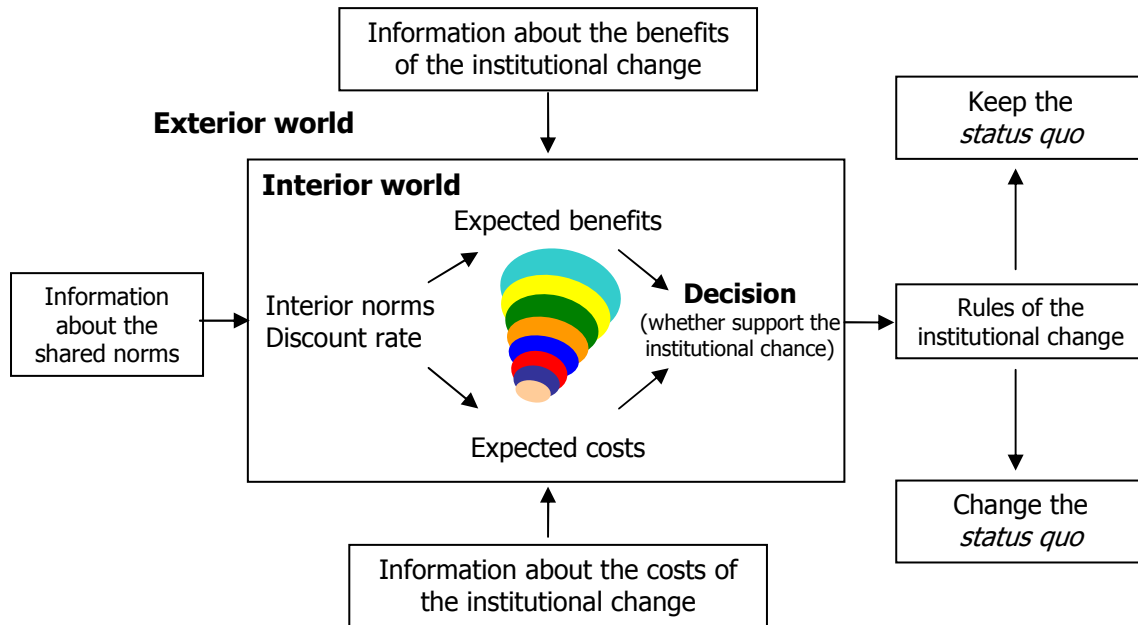 Information about the benefits
of the institutional change
Exterior world
Keep the
status quo
Interior world
Expected benefits
Information
about the
shared norms
Interior norms
Discount rate
Decision
(whether support the
institutional chance)
Rules of the
institutional change
Expected costs
Change the
status quo
Information about the costs of
the institutional change